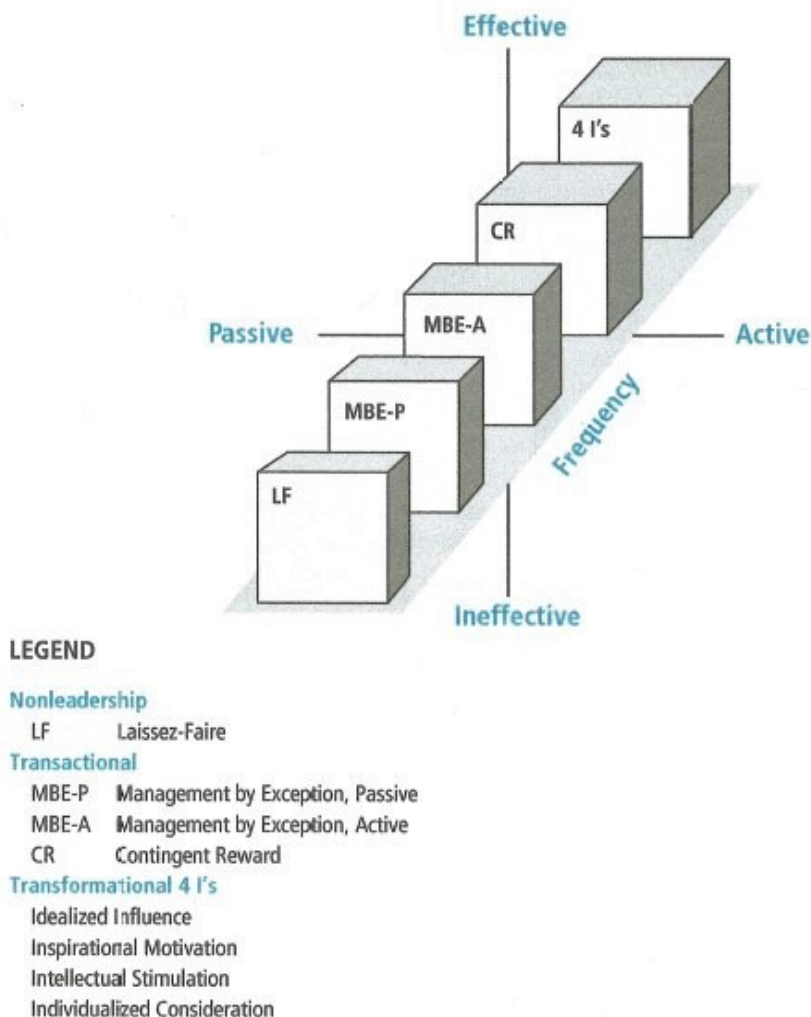 Effective
4 I's
CR
Passive
MBE-A
Active
MBE-P
Frequency
LF
Ineffective
LEGEND
Nonleadership
LF Laissez-Faire
Transactional
MBE-P Management by Exception, Passive
MBE-A Management by Exception, Active
CR Contingent Reward
Transformational 4 I's
Idealized Influence
Inspirational Motivation
Intellectual Stimulation
Individualized Consideration